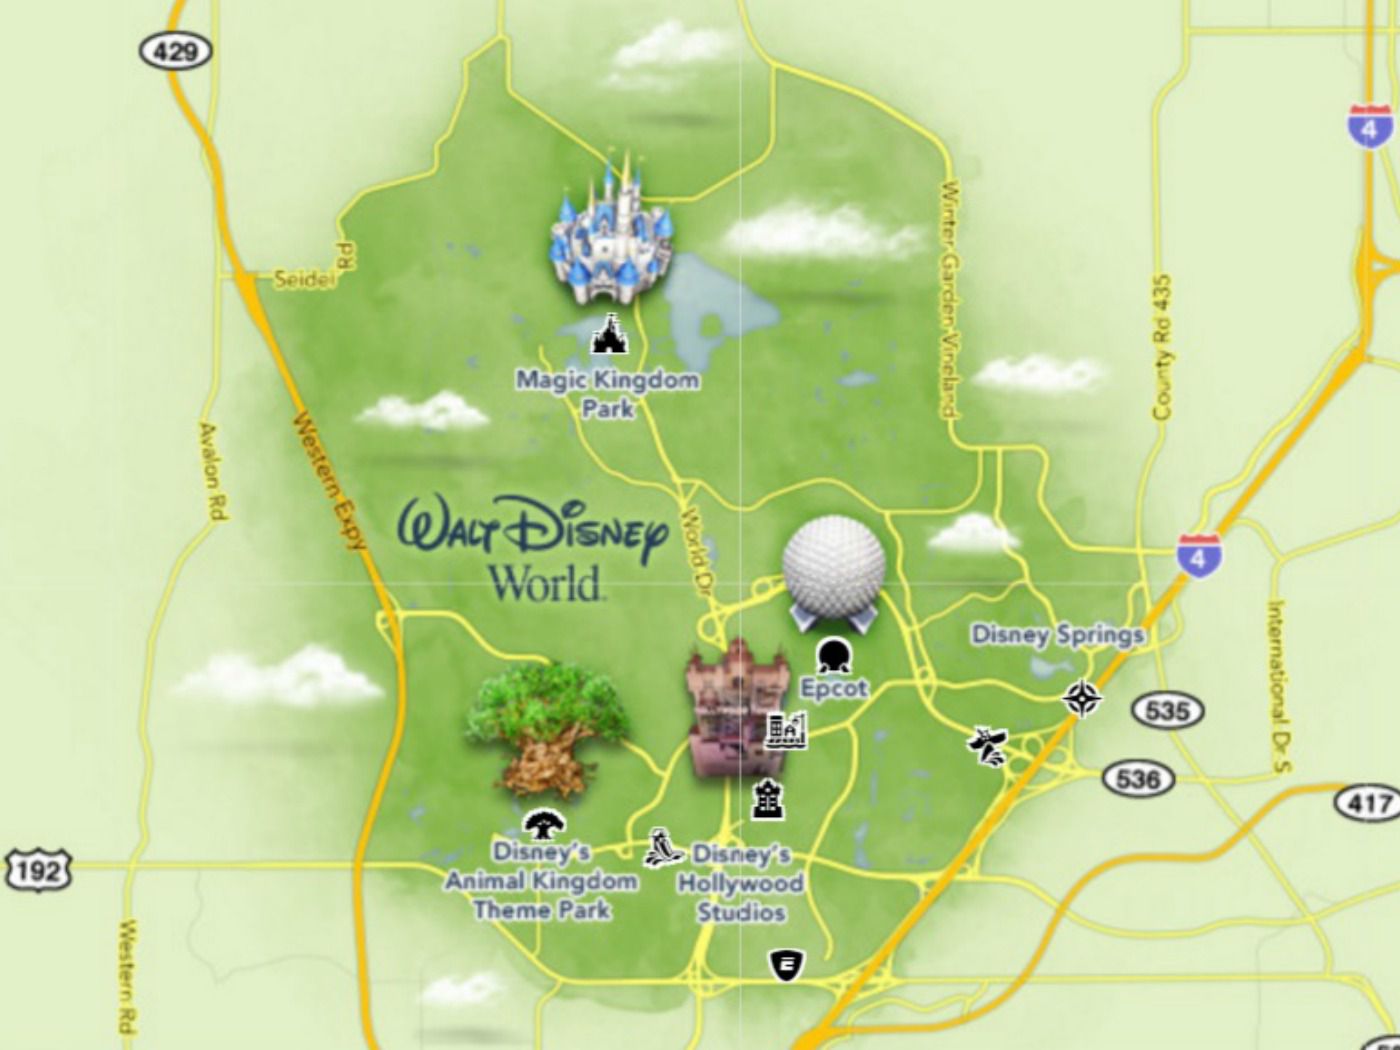 429
4
Seidel Rd
Winter Garden Vineland
County Rd 435
Magic Kingdom
Park
Avalon Rd
Western Expy
Walt Disney
World
World Dr
4
Disney Springs
International Dr S
Epcot
535
536
417
192
Disney's
Animal Kingdom
Theme Park
Disney's
Hollywood
Studios
Western Rd
E